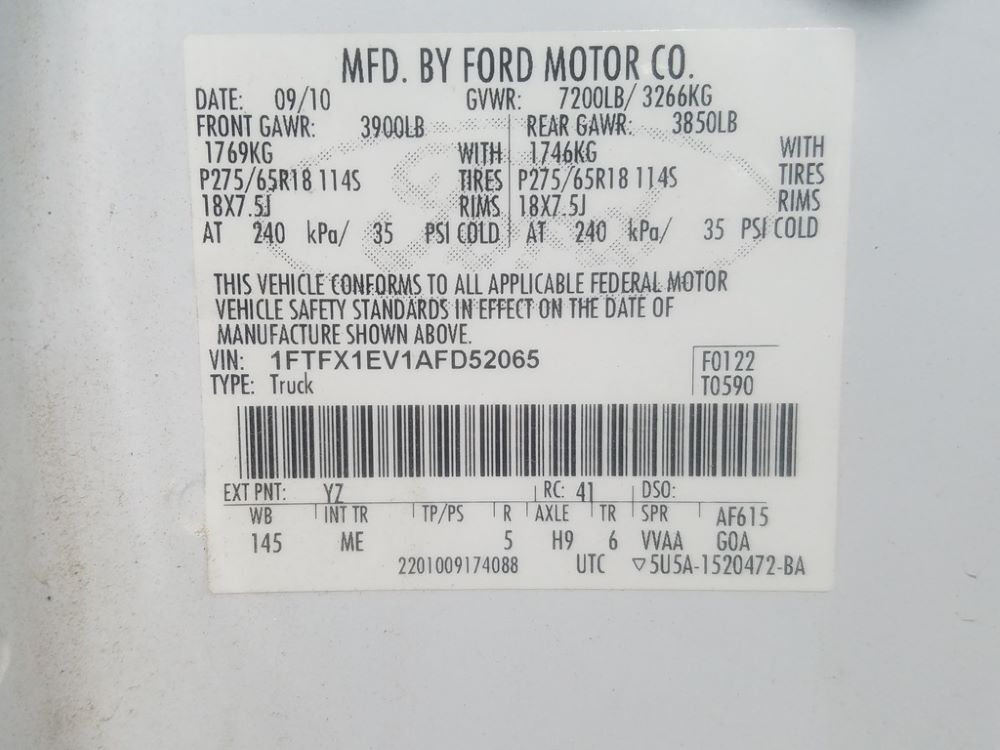 MFD. BY FORD MOTOR CO.
DATE: 09/10 GVWR: 7200LB/ 3266KG
FRONT GAWR: 3900LB REAR GAWR: 3850LB
1769KG WITH 1746KG WITH
P275/65R18 114S TIRES P275/65R18 114S TIRES
18X7.5J RIMS 18X7.5J RIMS
AT 240 kPa/ 35 PSI COLD AT 240 kPa/ 35 PSI COLD
THIS VEHICLE CONFORMS TO ALL APPLICABLE FEDERAL MOTOR
VEHICLE SAFETY STANDARDS IN EFFECT ON THE DATE OF
MANUFACTURE SHOWN ABOVE.
VIN: 1FTFX1EV1AFD52065 F0122
TYPE: Truck T0590
EXT PNT: YZ RC: 41 DSO:
WB INT TR TP/PS R AXLE TR SPR AF615
145 ME 5 H9 6 VVAA GOA
2201009174088 UTC ▽5U5A-1520472-BA